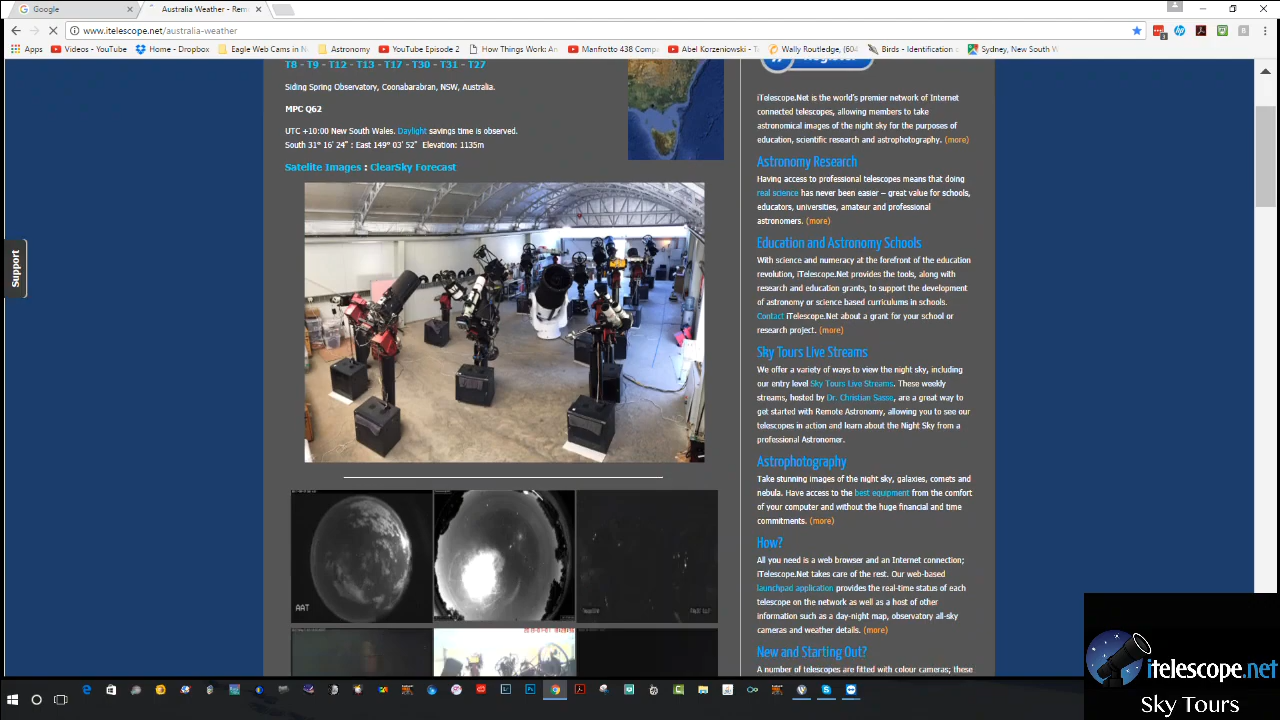 Google
Australia Weather - Rem
www.itelescope.net/australia-weather
Apps
Videos - YouTube
Home - Dropbox
Eagle Web Cams in N
Astronomy
YouTube Episode 2
How Things Work: An
Manfrotto 438 Comp
Abel Korzeniowski
Wally Routledge, (604
Birds - Identification
Sydney, New South W
T8 - T9 - T12 - T13 - T17 - T30 - T31 - T27
Siding Spring Observatory, Coonabarabran, NSW, Australia.
MPC Q62
UTC +10:00 New South Wales. Daylight savings time is observed.
South 31° 16' 24" : East 149° 03' 52" Elevation: 1135m
Satelite Images : ClearSky Forecast
AAT
Support
Register
iTelescope.Net is the world's premier network of Internet
connected telescopes, allowing members to take
astronomical images of the night sky for the purposes of
education, scientific research and astrophotography. (more)
Astronomy Research
Having access to professional telescopes means that doing
real science has never been easier – great value for schools,
educators, universities, amateur and professional
astronomers. (more)
Education and Astronomy Schools
With science and numeracy at the forefront of the education
revolution, iTelescope.Net provides the tools, along with
research and education grants, to support the development
of astronomy or science based curriculums in schools.
Contact iTelescope.Net about a grant for your school or
research project. (more)
Sky Tours Live Streams
We offer a variety of ways to view the night sky, including
our entry level Sky Tours Live Streams. These weekly
streams, hosted by Dr. Christian Sasse, are a great way to
get started with Remote Astronomy, allowing you to see our
telescopes in action and learn about the Night Sky from a
professional Astronomer.
Astrophotography
Take stunning images of the night sky, galaxies, comets and
nebula. Have access to the best equipment from the comfort
of your computer and without the huge financial and time
commitments. (more)
How?
All you need is a web browser and an Internet connection;
iTelescope.Net takes care of the rest. Our web-based
launchpad application provides the real-time status of each
telescope on the network as well as a host of other
information such as a day-night map, observatory all-sky
cameras and weather details. (more)
New and Starting Out?
A number of telescopes are fitted with colour cameras; these
itelescope.net
Sky Tours